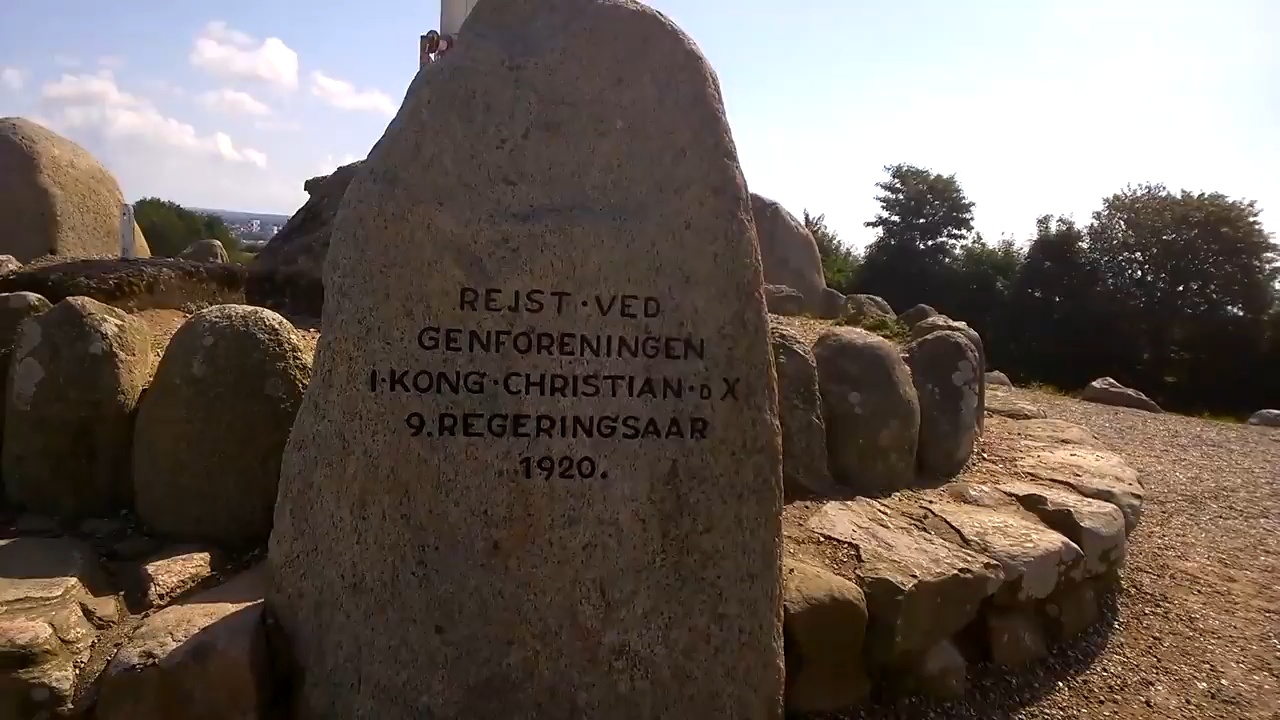 REJST·VED
GENFORENINGEN
I·KONG·CHRISTIAN·D X
9.REGERINGSAAR
1920.